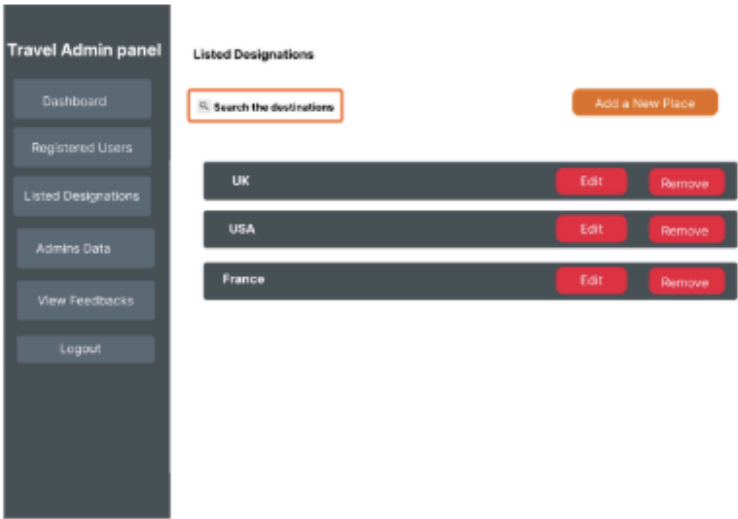 Travel Admin panel
Dashboard
Registered Users
Listed Designations
Admins Data
View Feedbacks
Logout
Listed Designations
Search the destinations
Add a New Place
UK
Edit
Remove
USA
Edit
Remove
France
Edit
Remove